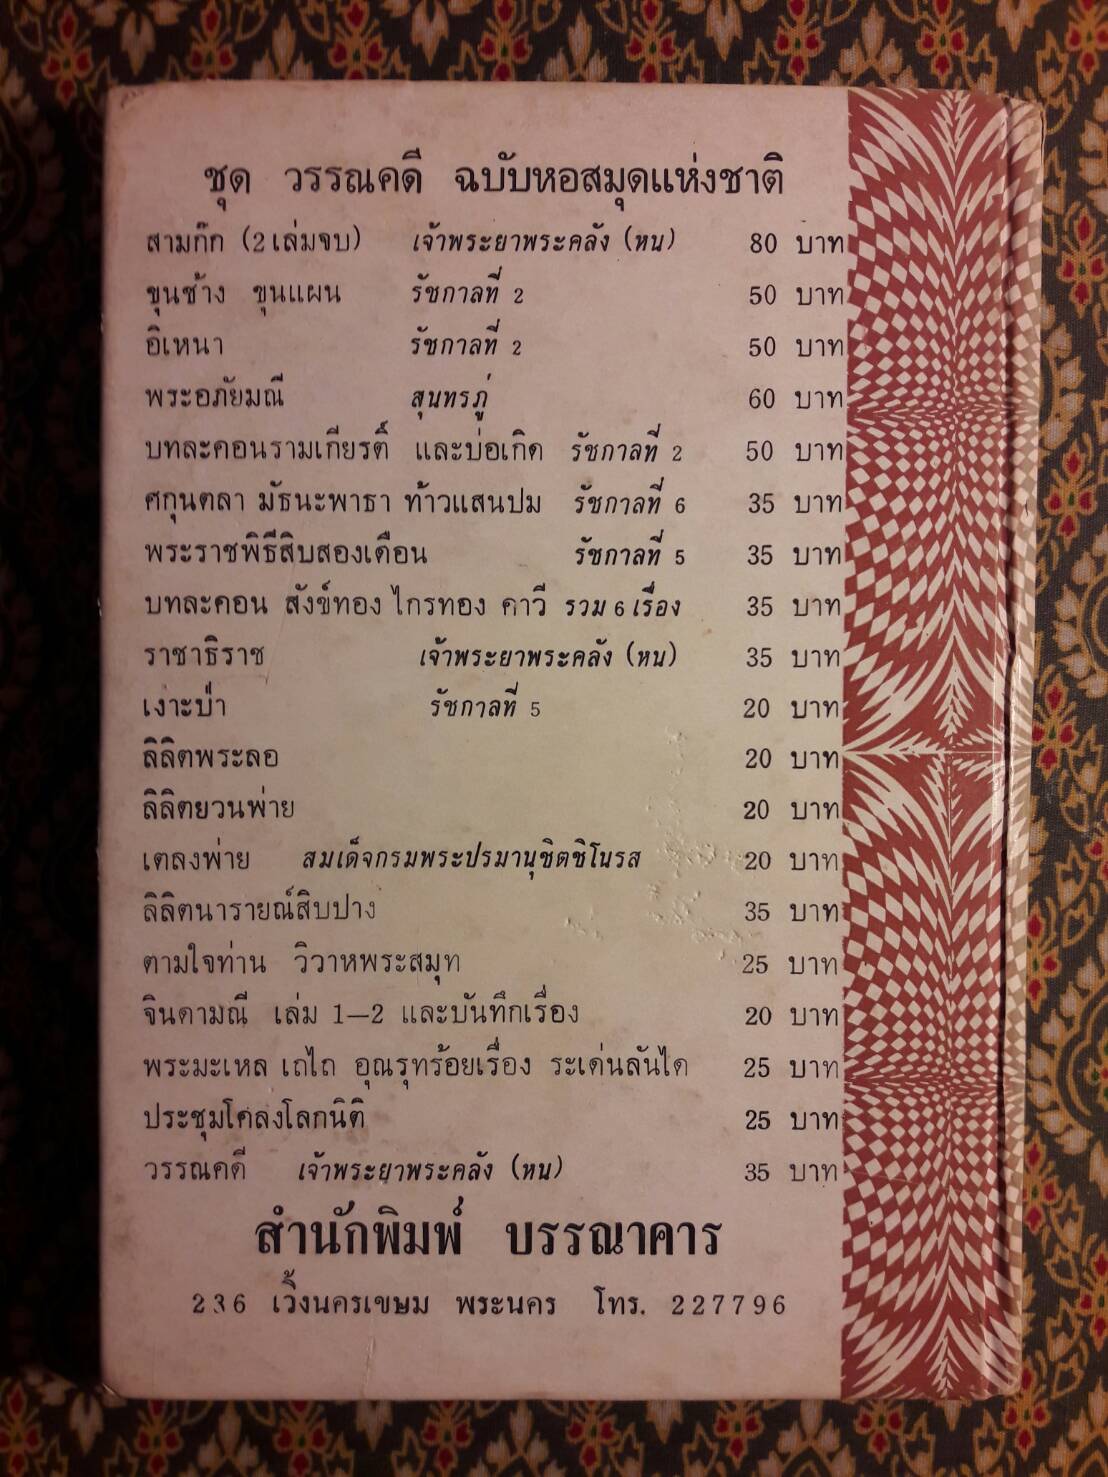 ชุด วรรณคดี ฉบับหอสมุดแห่งชาติ
สามก๊ก (2 เล่มจบ) เจ้าพระยาพระคลัง (หน) 80 บาท
ขุนช้าง ขุนแผน รัชกาลที่ 2 50 บาท
อิเหนา รัชกาลที่ 2 50 บาท
พระอภัยมณี สุนทรภู่ 60 บาท
บทละคอนรามเกียรติ์ และบ่อเกิด รัชกาลที่ 2 50 บาท
ศกุนตลา มัธนะพาธา ท้าวแสนปม รัชกาลที่ 6 35 บาท
พระราชพิธีสิบสองเดือน รัชกาลที่ 5 35 บาท
บทละคอน สังข์ทอง ไกรทอง คาวี รวม 6 เรื่อง 35 บาท
ราชาธิราช เจ้าพระยาพระคลัง (หน) 35 บาท
เงาะป่า รัชกาลที่ 5 20 บาท
ลิลิตพระลอ 20 บาท
ลิลิตยวนพ่าย 20 บาท
เตลงพ่าย สมเด็จกรมพระปรมานุชิตชิโนรส 20 บาท
ลิลิตนารายณ์สิบปาง 35 บาท
ตามใจท่าน วิวาหพระสมุท 25 บาท
จินดามณี เล่ม 1—2 และบันทึกเรื่อง 20 บาท
พระมะเหล เถไถ อุณรุทร้อยเรื่อง ระเด่นลันได 25 บาท
ประชุมโคลงโลกนิติ 25 บาท
วรรณคดี เจ้าพระยาพระคลัง (หน) 35 บาท
สำนักพิมพ์ บรรณาคาร
236 เวิ้งนครเขษม พระนคร โทร. 227796